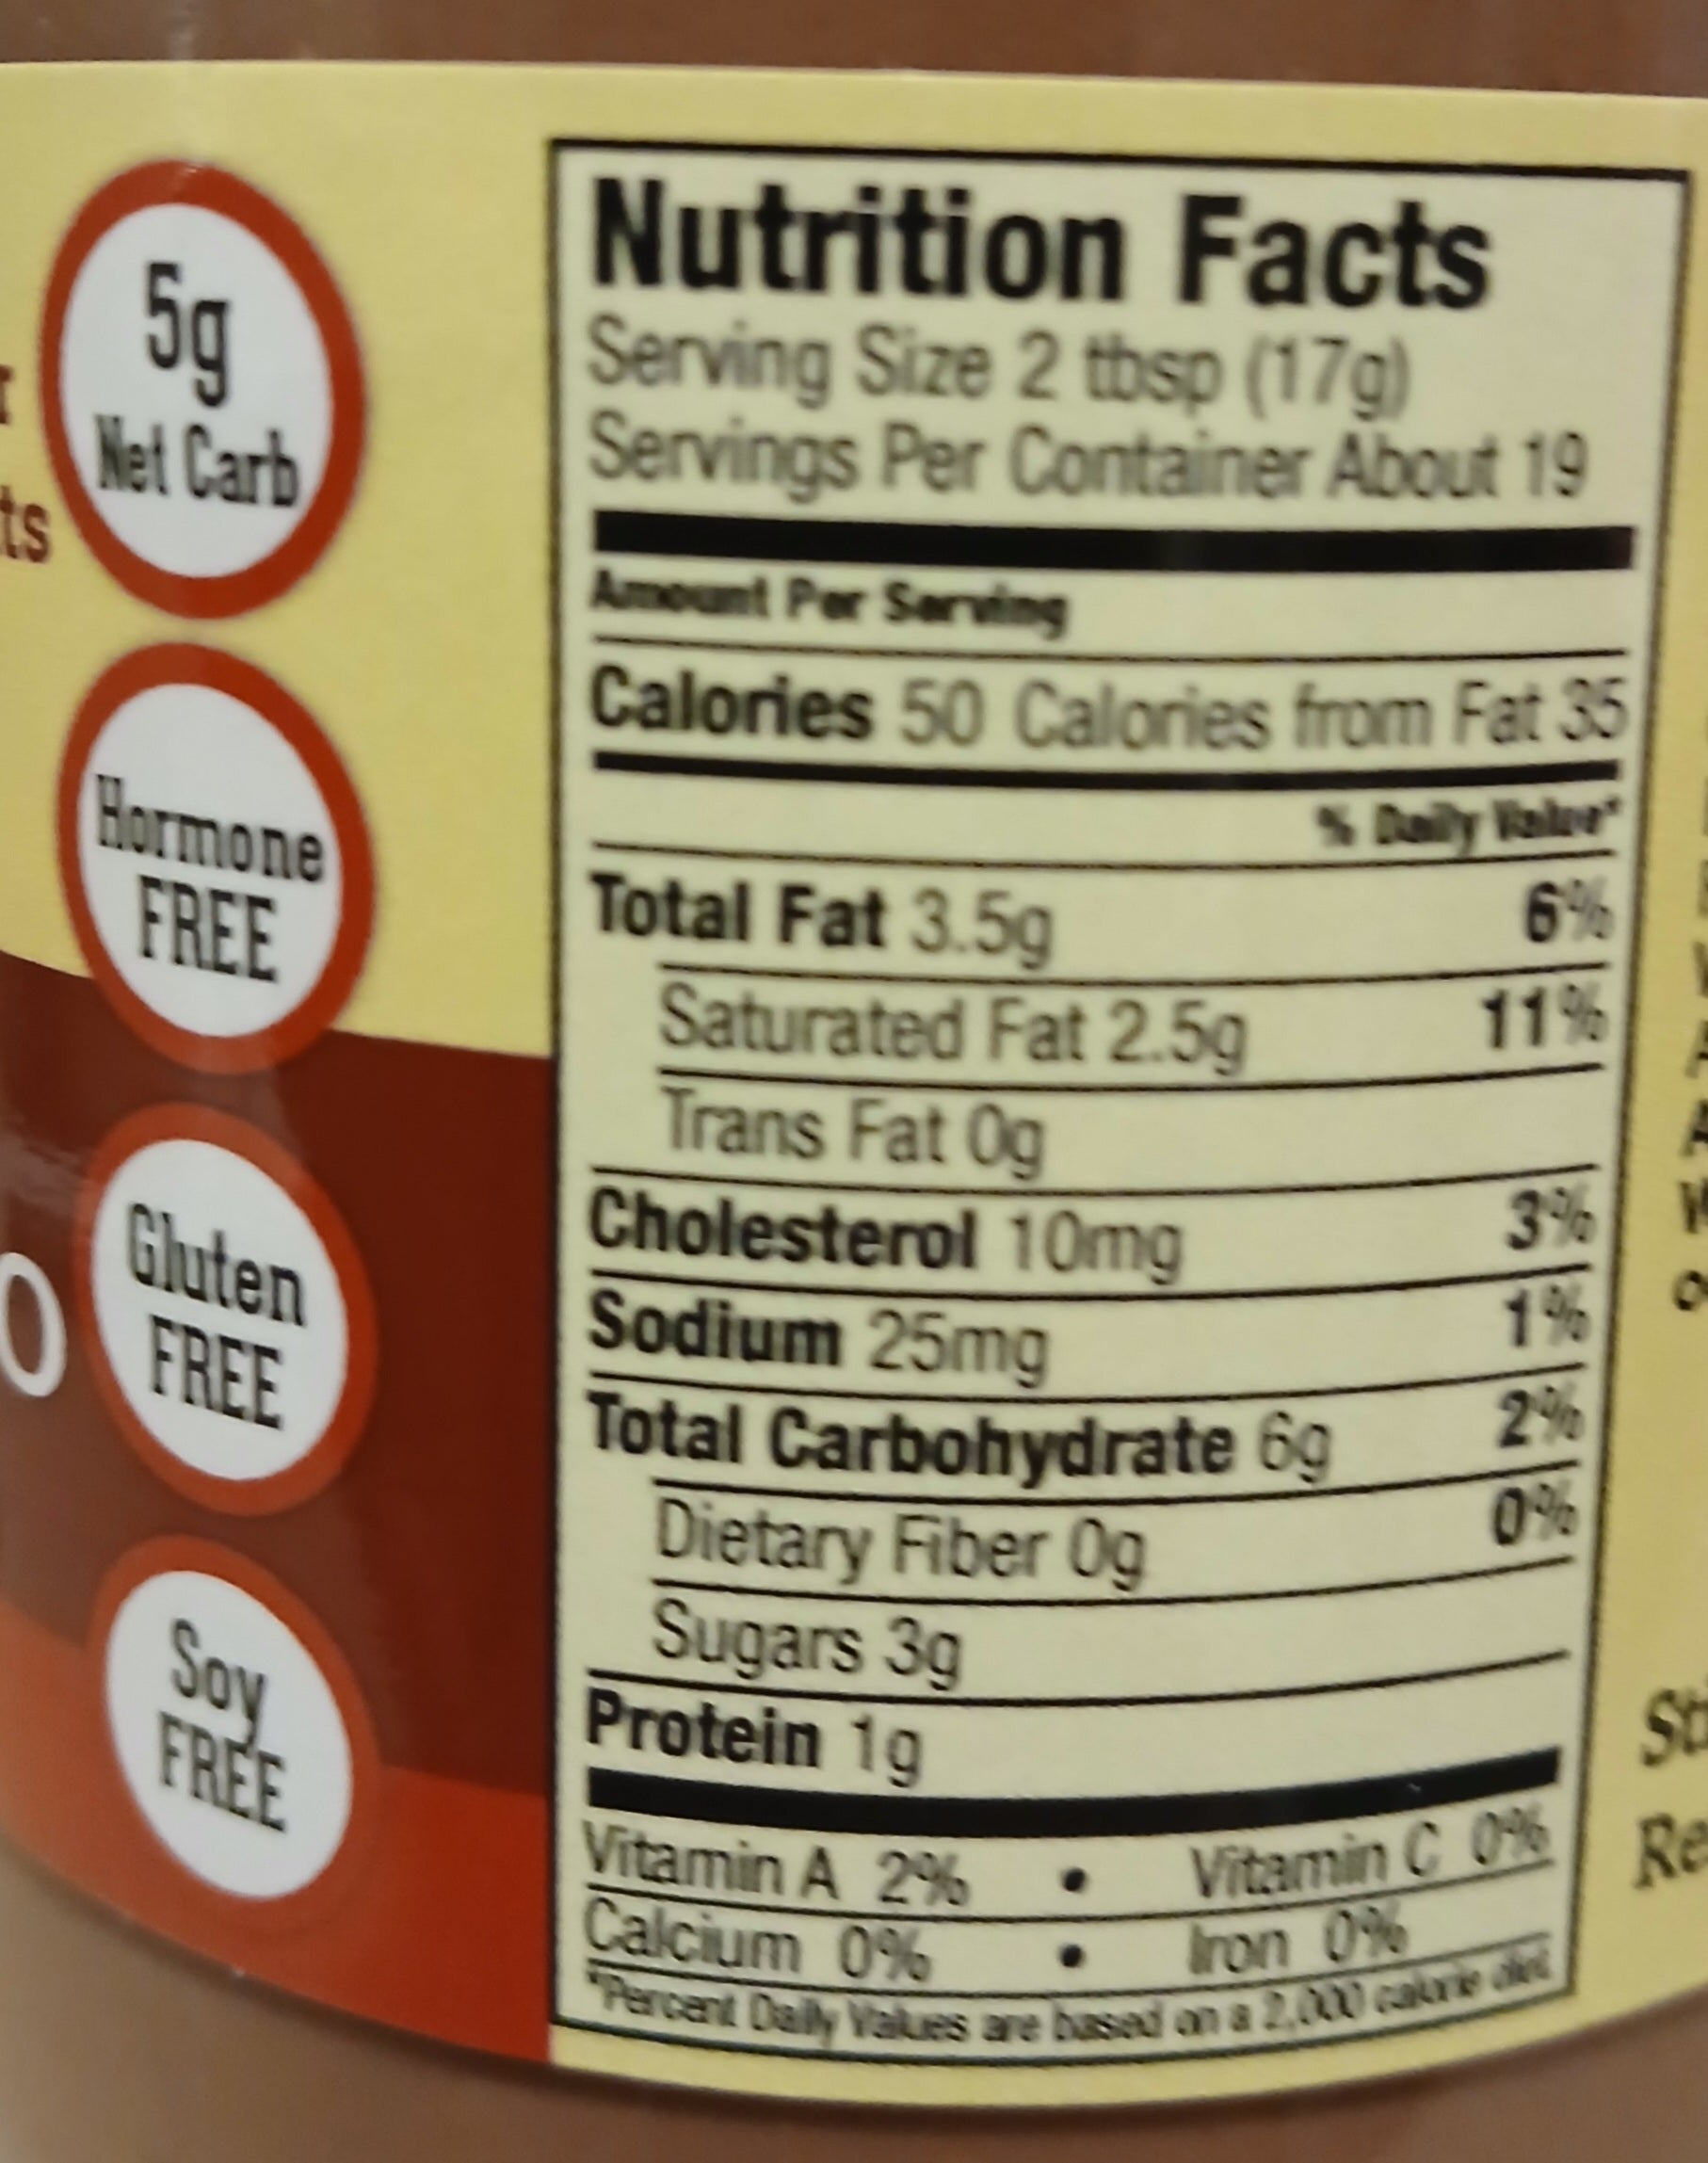 ts
5g
Net Carb
Hormone
FREE
Gluten
FREE
O
Soy
FREE
Nutrition Facts
Serving Size 2 tbsp (17g)
Servings Per Container About 19
Amount Per Serving
Calories 50 Calories from Fat 35
% Daily Value*
Total Fat 3.5g 6%
Saturated Fat 2.5g 11%
Trans Fat 0g
Cholesterol 10mg 3%
Sodium 25mg 1%
Total Carbohydrate 6g 2%
Dietary Fiber 0g 0%
Sugars 3g
Protein 1g
Vitamin A 2% • Vitamin C 0%
Calcium 0% • Iron 0%
*Percent Daily Values are based on a 2,000 calorie diet.
Re